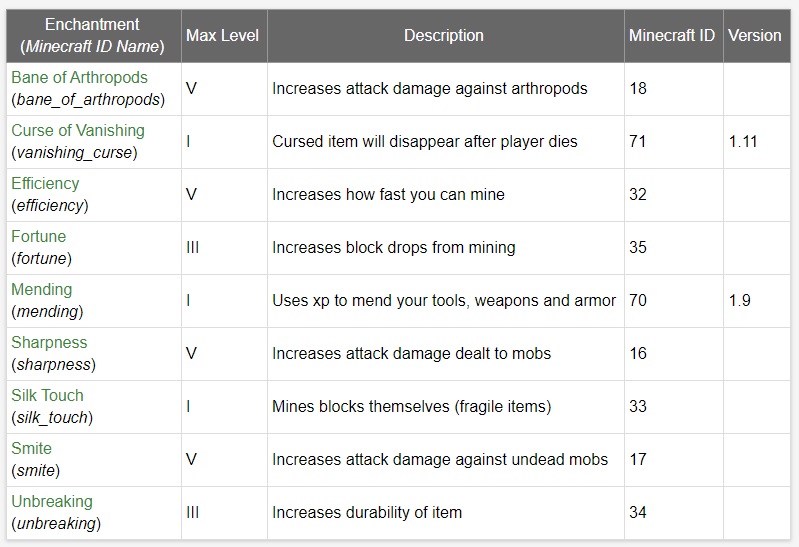 Enchantment
(Minecraft ID Name) Max Level Description Minecraft ID Version
Bane of Arthropods
(bane_of_arthropods) V Increases attack damage against arthropods 18
Curse of Vanishing
(vanishing_curse) I Cursed item will disappear after player dies 71 1.11
Efficiency
(efficiency) V Increases how fast you can mine 32
Fortune
(fortune) III Increases block drops from mining 35
Mending
(mending) I Uses xp to mend your tools, weapons and armor 70 1.9
Sharpness
(sharpness) V Increases attack damage dealt to mobs 16
Silk Touch
(silk_touch) I Mines blocks themselves (fragile items) 33
Smite
(smite) V Increases attack damage against undead mobs 17
Unbreaking
(unbreaking) III Increases durability of item 34